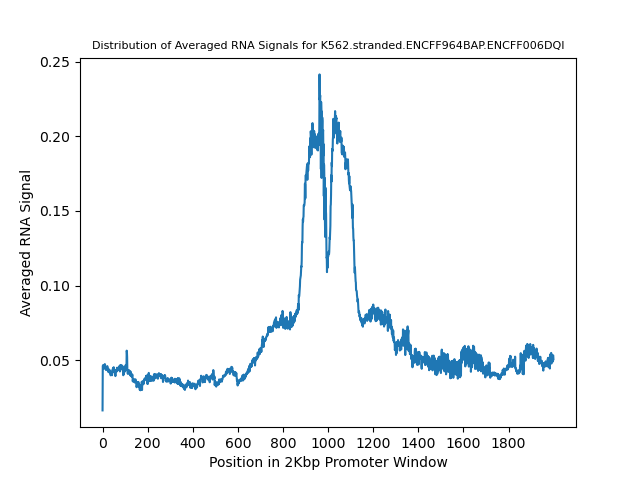 Distribution of Averaged RNA Signals for K562.stranded.ENCFF964BAP.ENCFF006DQI
0.25
0.20
0.15
0.10
0.05
Averaged RNA Signal
0 200 400 600 800 1000 1200 1400 1600 1800
Position in 2Kbp Promoter Window